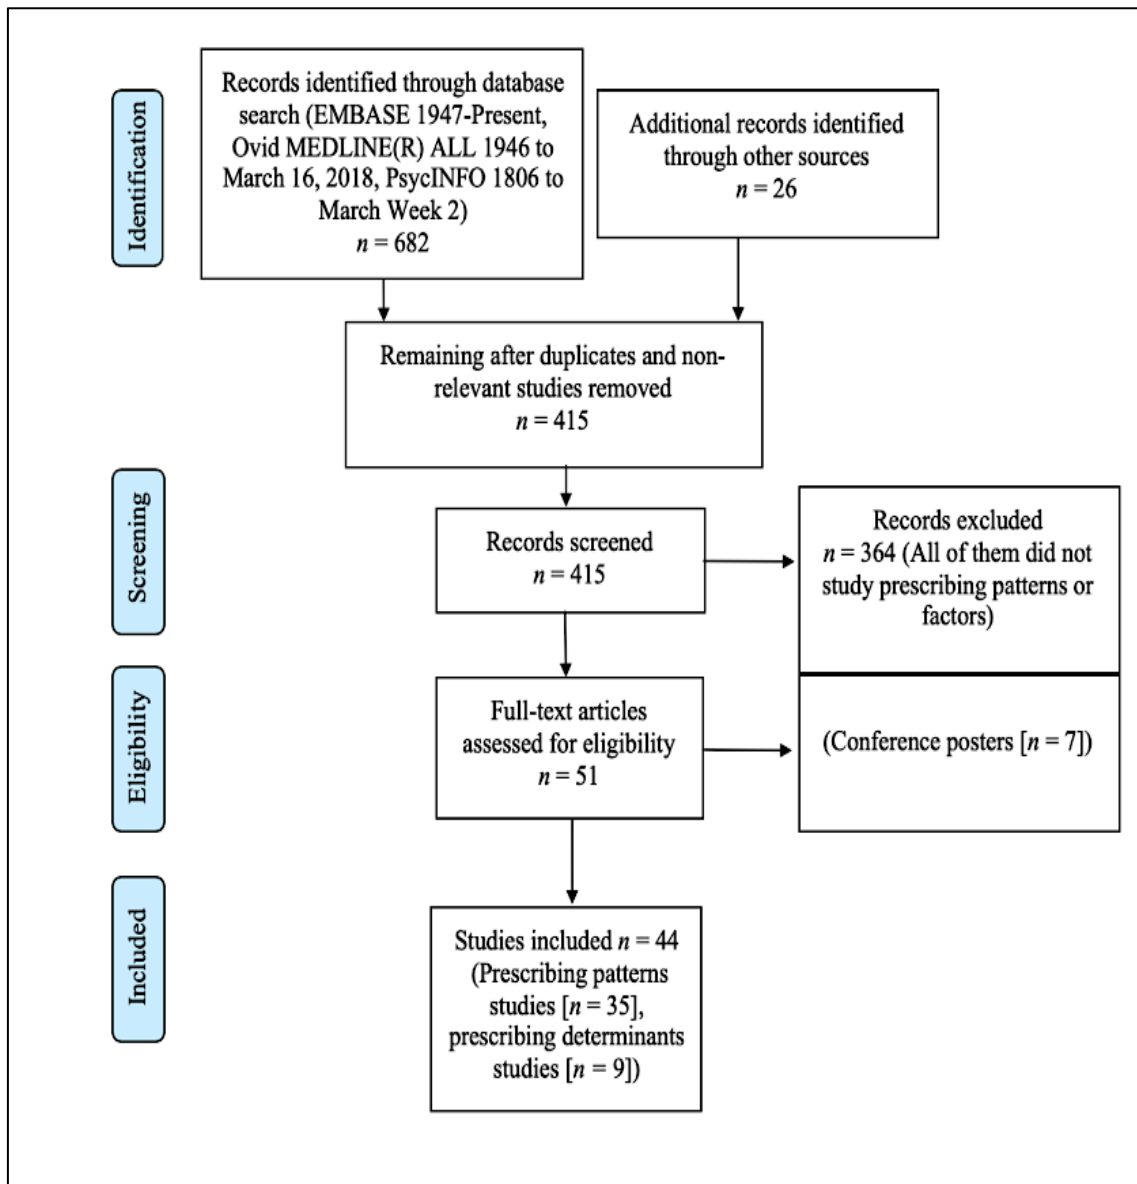 Identification
Records identified through database
search (EMBASE 1947-Present,
Ovid MEDLINE(R) ALL 1946 to
March 16, 2018, PsycINFO 1806 to
March Week 2)
n = 682
Additional records identified
through other sources
n = 26
Remaining after duplicates and non-
relevant studies removed
n = 415
Screening
Records screened
n = 415
Records excluded
n = 364 (All of them did not
study prescribing patterns or
factors)
Eligibility
Full-text articles
assessed for eligibility
n = 51
(Conference posters [n = 7])
Included
Studies included n = 44
(Prescribing patterns
studies [n = 35],
prescribing determinants
studies [n = 9])